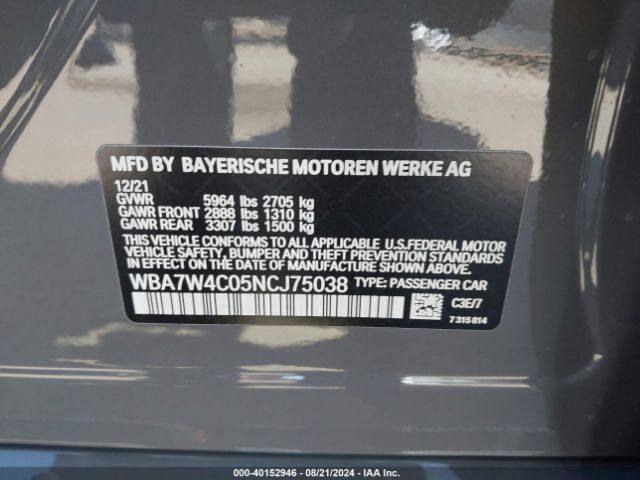 MFD BY BAYERISCHE MOTOREN WERKE AG
12/21
GVWR 5964 lbs 2705 kg
GAWR FRONT 2888 lbs 1310 kg
GAWR REAR 3307 lbs 1500 kg
THIS VEHICLE CONFORMS TO ALL APPLICABLE U.S.FEDERAL MOTOR
VEHICLE SAFETY, BUMPER AND THEFT PREVENTION STANDARDS
IN EFFECT ON THE DATE OF MANUFACTURE SHOWN ABOVE.
WBA7W4C05NCJ75038 TYPE: PASSENGER CAR
C3E/7
7315814
©IAA - 40152946 - 08/21/2024 - IAAI.COM